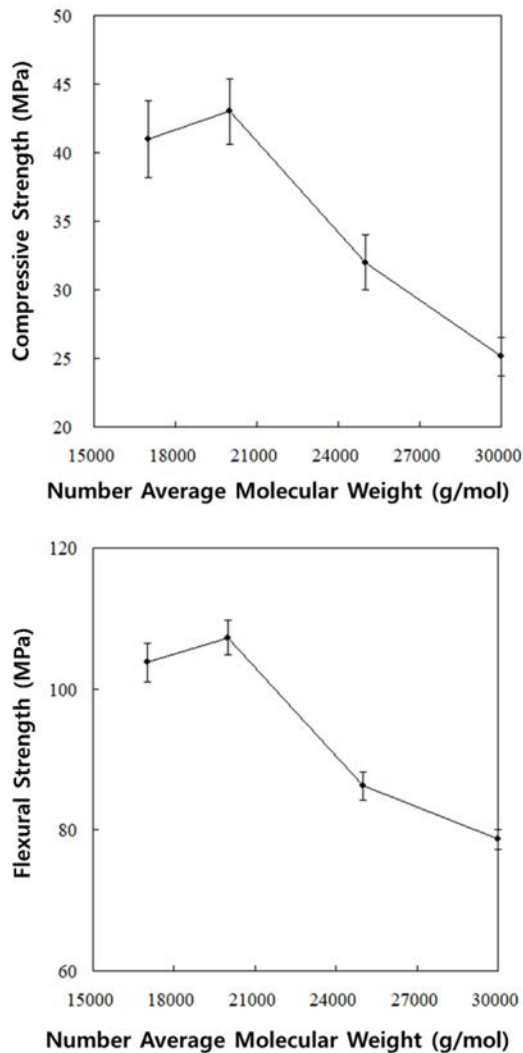 50
45
40
35
30
25
20
Compressive Strength (MPa)
15000 18000 21000 24000 27000 30000
Number Average Molecular Weight (g/mol)
120
100
80
60
Flexural Strength (MPa)
15000 18000 21000 24000 27000 30000
Number Average Molecular Weight (g/mol)